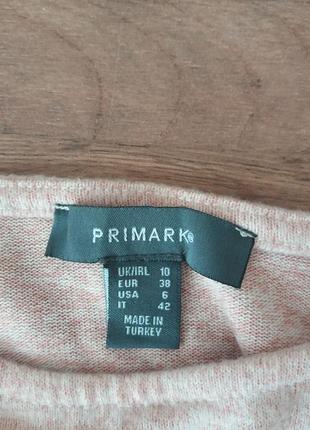 PRIMARK®
UK/IRL 10
EUR 38
USA 6
IT 42
MADE IN
TURKEY